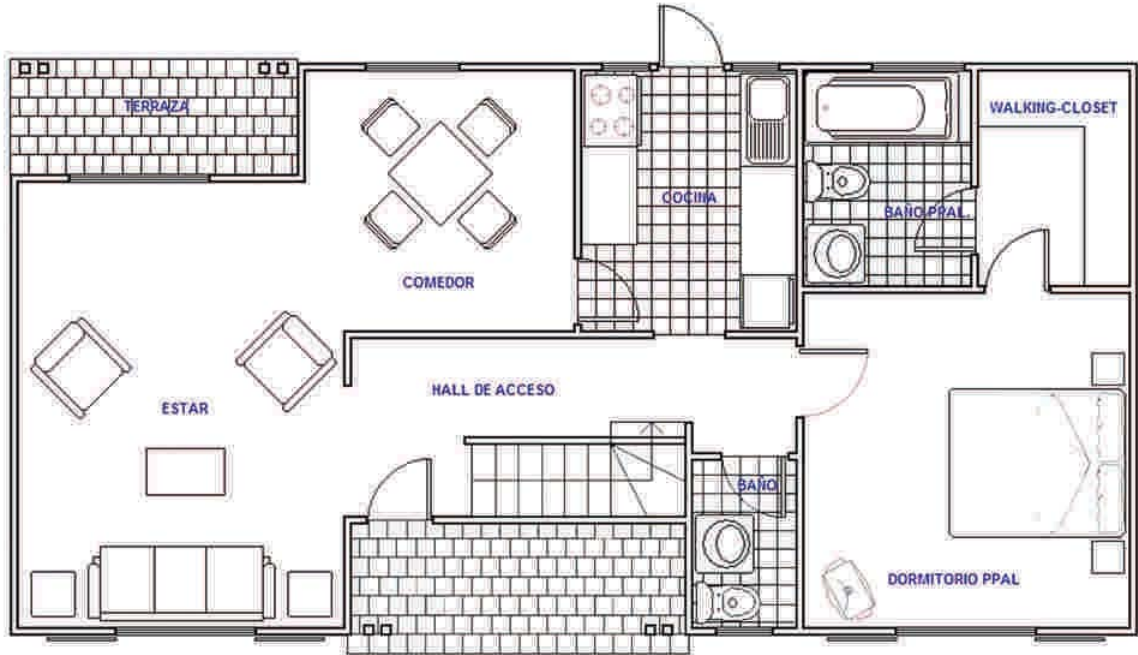 TERRAZA
WALKING-CLOSET
COCINA
BAÑO PPAL.
COMEDOR
HALL DE ACCESO
ESTAR
BAÑO
DORMITORIO PPAL